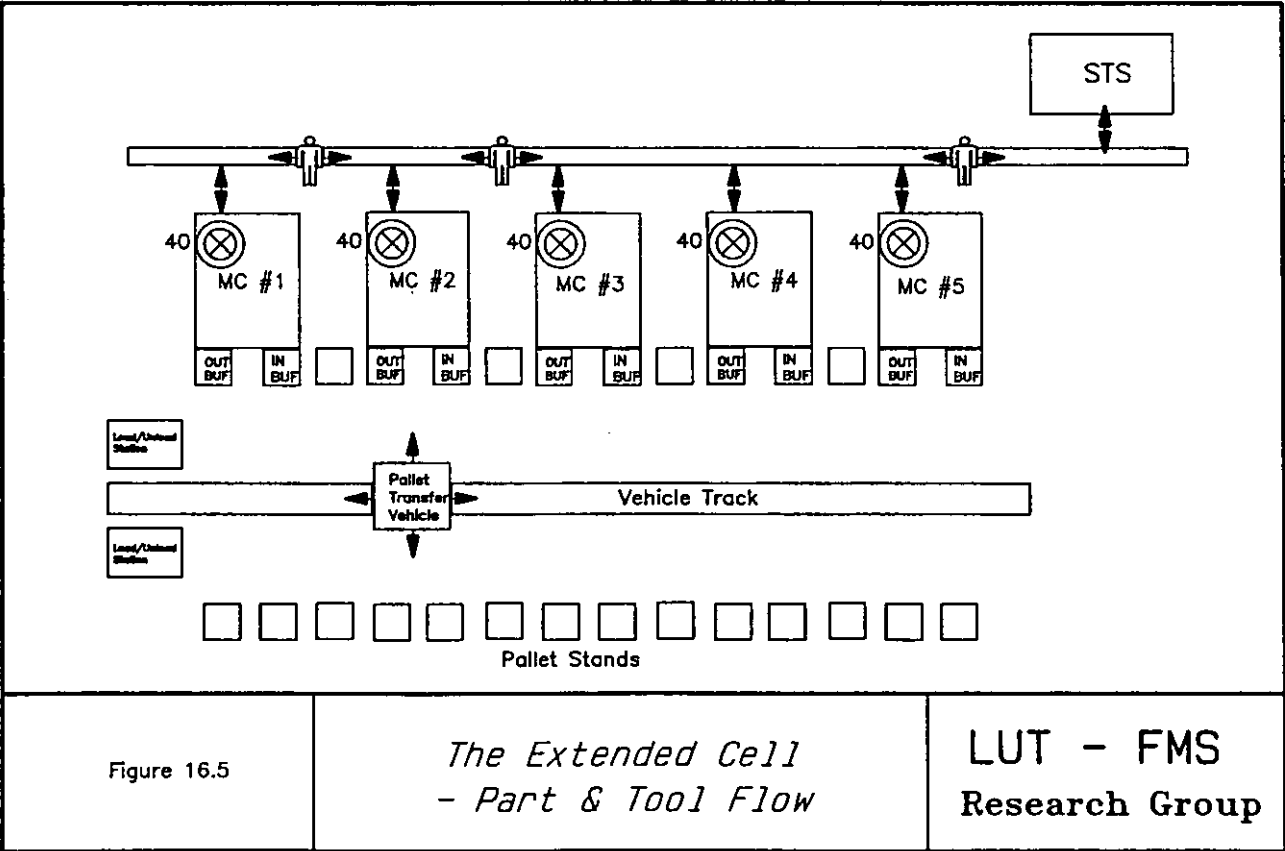 STS
40
40
40
40
40
MC #1
MC #2
MC #3
MC #4
MC #5
OUT BUF
IN BUF
OUT BUF
IN BUF
OUT BUF
IN BUF
OUT BUF
IN BUF
OUT BUF
IN BUF
Load/Unload
Station
Pallet
Transfer
Vehicle
Vehicle Track
Load/Unload
Station
Pallet Stands
Figure 16.5
The Extended Cell
- Part & Tool Flow
LUT - FMS
Research Group